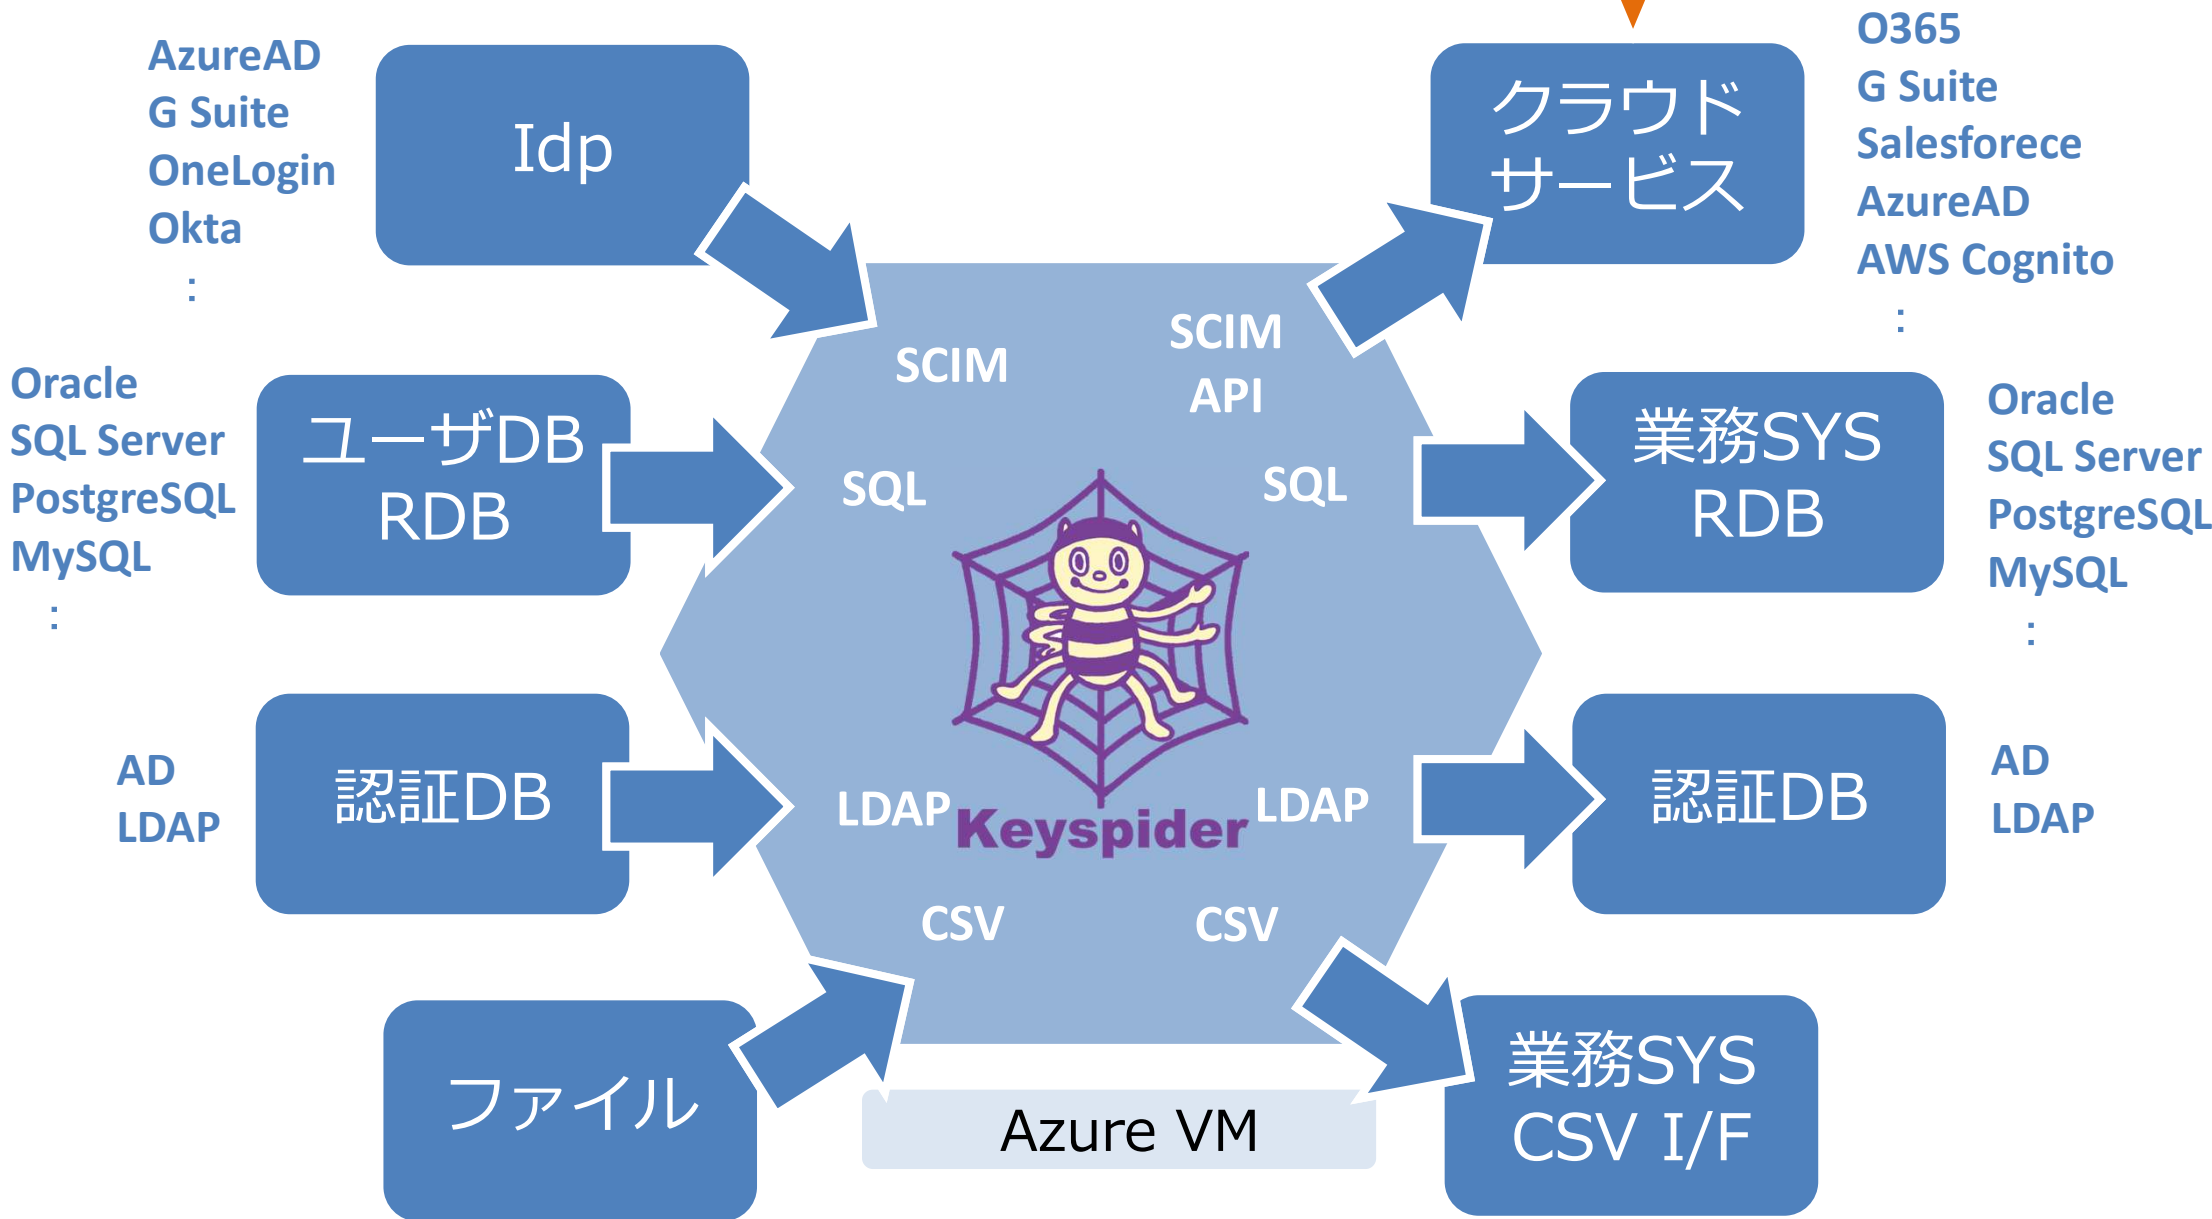 AzureAD
G Suite
OneLogin
Okta
:
Idp
クラウド
サービス
O365
G Suite
Salesforece
AzureAD
AWS Cognito
:
SCIM
SCIM
API
Oracle
SQL Server
PostgreSQL
MySQL
:
ユーザDB
RDB
SQL
SQL
業務SYS
RDB
Oracle
SQL Server
PostgreSQL
MySQL
:
AD
LDAP
認証DB
LDAP
Keyspider
LDAP
認証DB
AD
LDAP
CSV
CSV
ファイル
Azure VM
業務SYS
CSV I/F